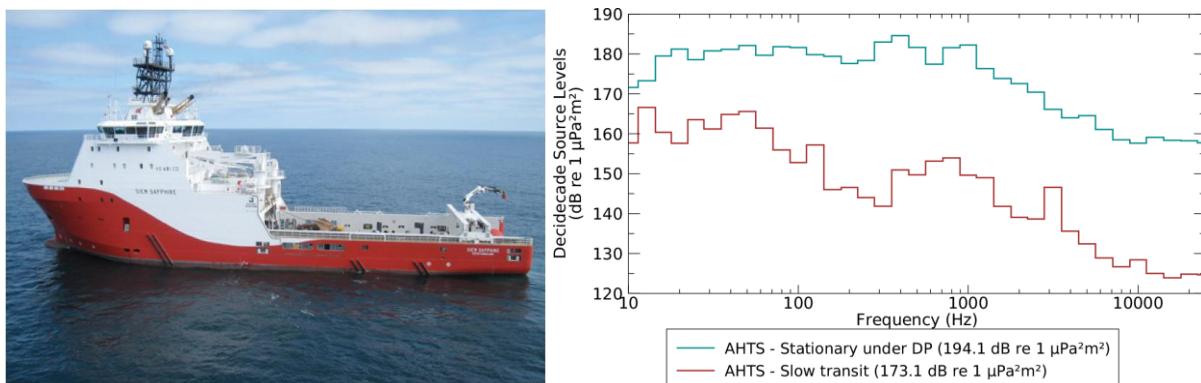 SIEM SAPPHIRE
SIEM SAPPHIRE
Decidecade Source Levels
(dB re 1 µPa²m²)
190
180
170
160
150
140
130
120
10
100
1000
10000
Frequency (Hz)
AHTS - Stationary under DP (194.1 dB re 1 µPa²m²)
AHTS - Slow transit (173.1 dB re 1 µPa²m²)